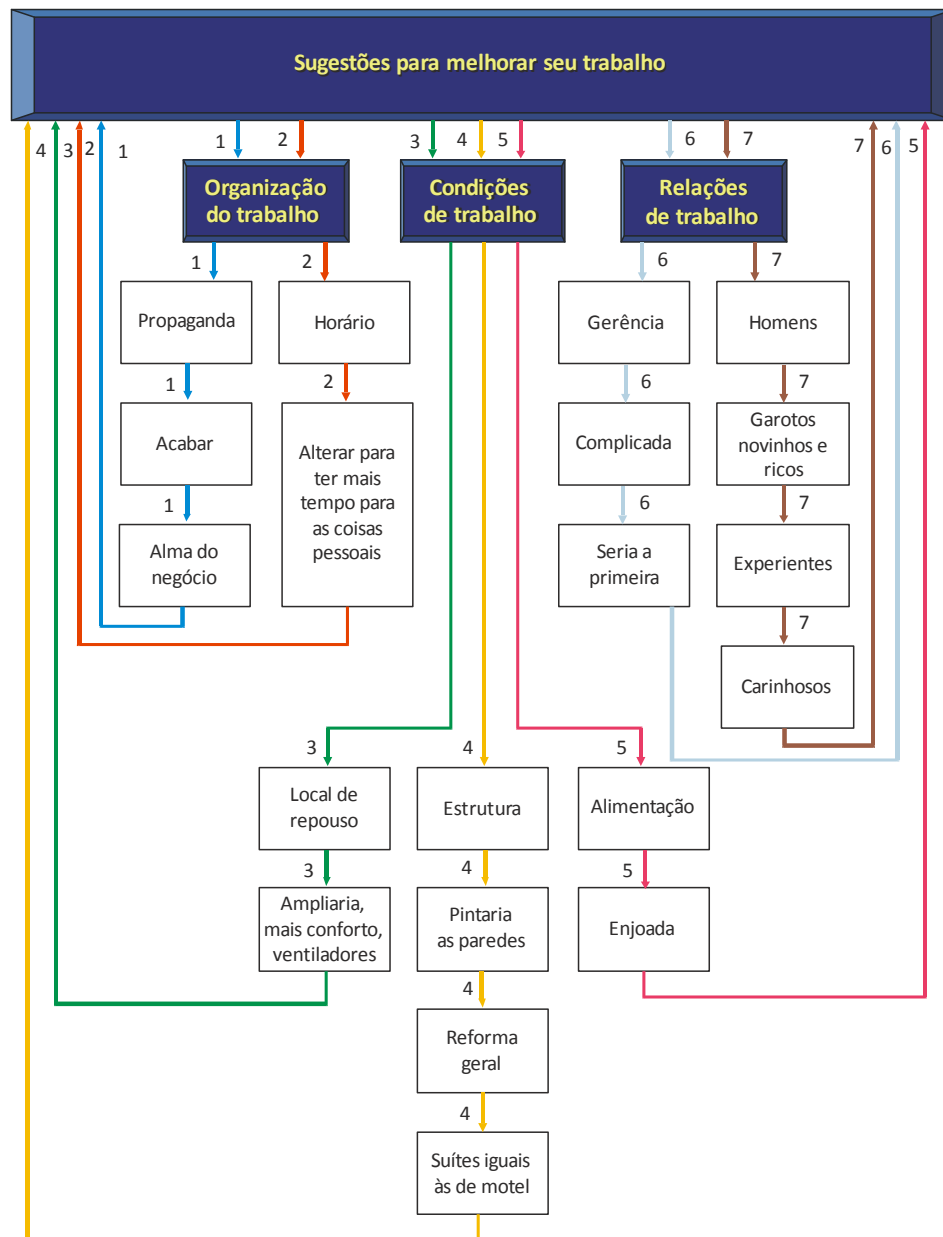 Sugestões para melhorar seu trabalho
4
3
2
1
1
2
3
4
5
6
7
7
6
5
Organização
do trabalho
Condições
de trabalho
Relações
de trabalho
1
2
6
7
Propaganda
Horário
Gerência
Homens
1
2
6
7
Acabar
Alterar para
ter mais
tempo para
as coisas
pessoais
Complicada
Garotos
novinhos e
ricos
1
6
7
Alma do
negócio
Seria a
primeira
Experientes
7
Carinhosos
3
4
5
Local de
repouso
Estrutura
Alimentação
3
4
5
Ampliaria,
mais conforto,
ventiladores
Pintaria
as paredes
Enjoada
4
Reforma
geral
4
Suítes iguais
às de motel